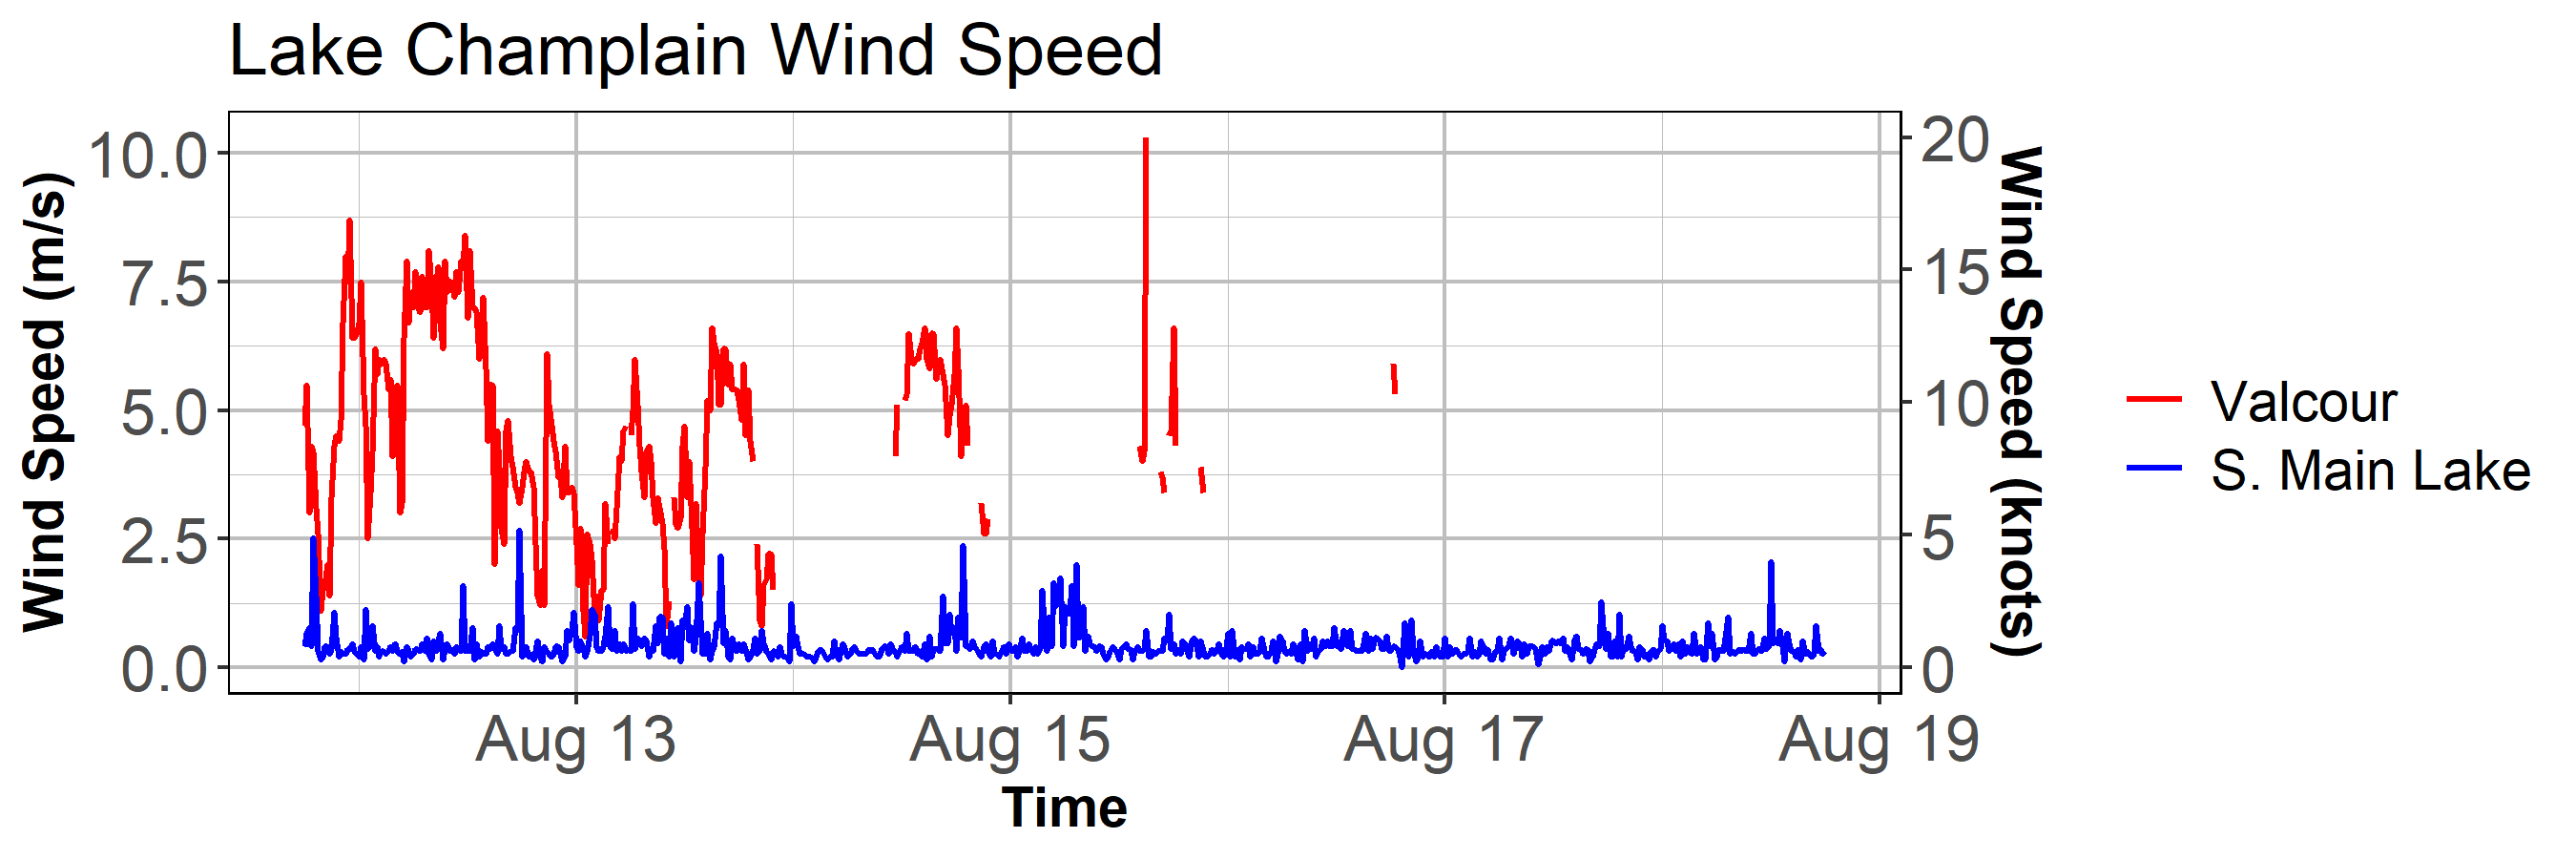 Lake Champlain Wind Speed
Wind Speed (m/s)
10.0
7.5
5.0
2.5
0.0
20
15
10
5
0
Wind Speed (knots)
Aug 13
Aug 15
Aug 17
Aug 19
Time
Valcour
S. Main Lake